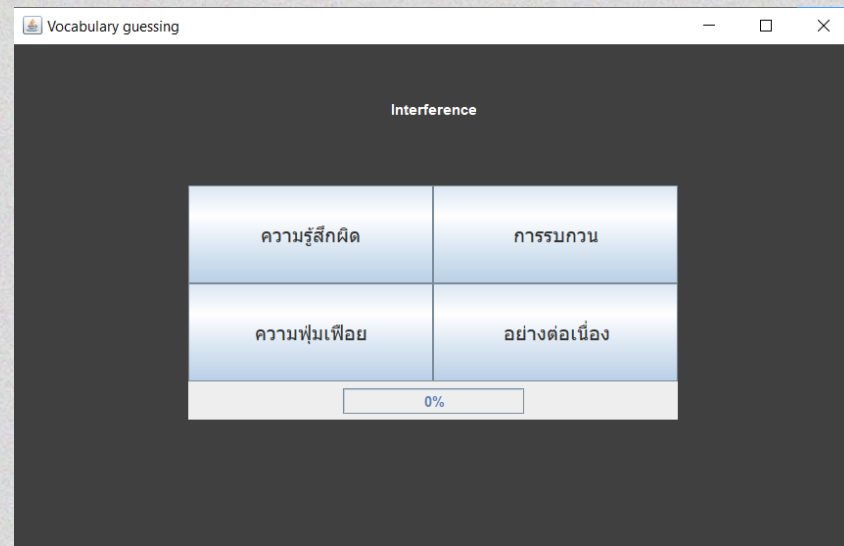 Vocabulary guessing
Interference
ความรู้สึกผิด
การรบกวน
ความฟุ่มเฟือย
อย่างต่อเนื่อง
0%